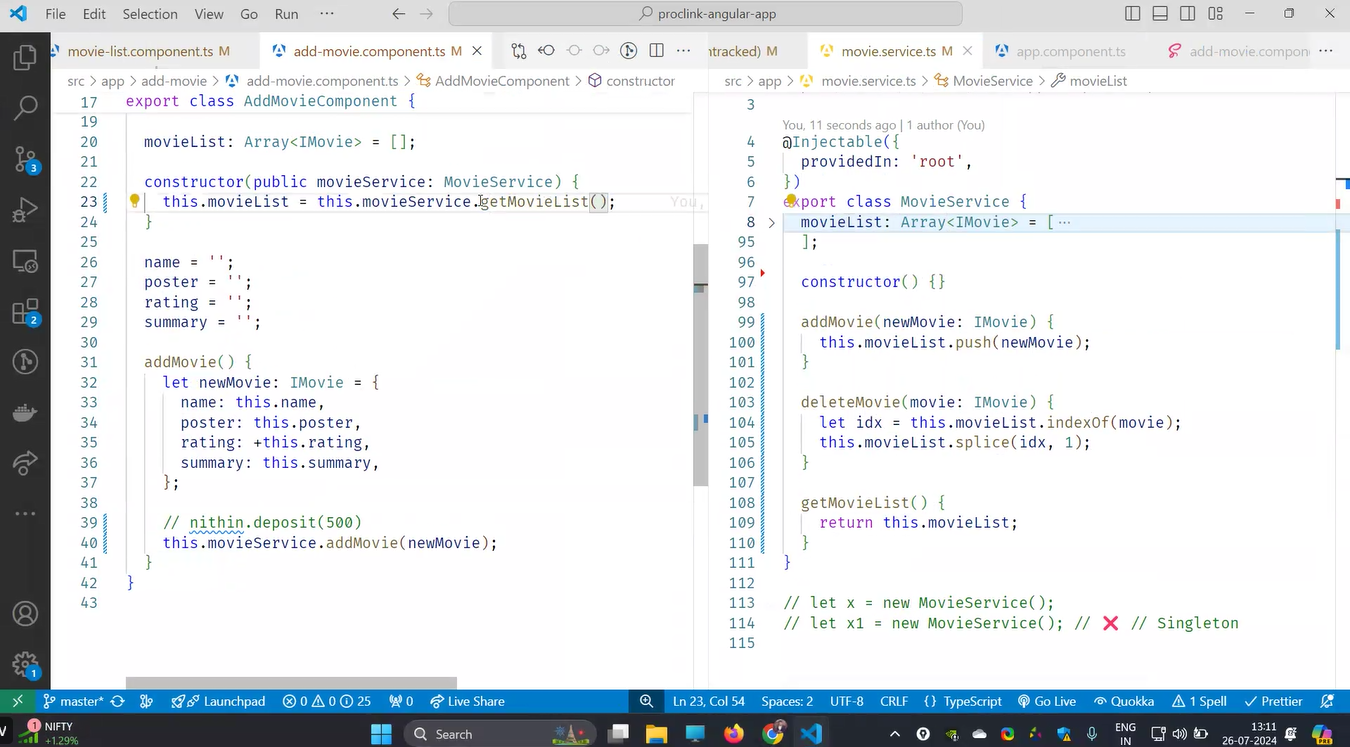 File Edit Selection View Go Run ··· proclink-angular-app
movie-list.component.ts M add-movie.component.ts M
src > app > add-movie > add-movie.component.ts > AddMovieComponent > constructor
17 export class AddMovieComponent {
19
20 movieList: Array<IMovie> = [];
21
22 constructor(public movieService: MovieService) {
23 this.movieList = this.movieService.getMovieList(); You,
24 }
25
26 name = '';
27 poster = '';
28 rating = '';
29 summary = '';
30
31 addMovie() {
32 let newMovie: IMovie = {
33 name: this.name,
34 poster: this.poster,
35 rating: +this.rating,
36 summary: this.summary,
37 };
38
39 // nithin.deposit(500)
40 this.movieService.addMovie(newMovie);
41 }
42 }
43
ntracked) M movie.service.ts M app.component.ts add-movie.compon
src > app > movie.service.ts > MovieService > movieList
3
You, 11 seconds ago | 1 author (You)
4 @Injectable({
5 providedIn: 'root',
6 })
7 export class MovieService {
8 movieList: Array<IMovie> = [ ···
95 ];
96
97 constructor() {}
98
99 addMovie(newMovie: IMovie) {
100 this.movieList.push(newMovie);
101 }
102
103 deleteMovie(movie: IMovie) {
104 let idx = this.movieList.indexOf(movie);
105 this.movieList.splice(idx, 1);
106 }
107
108 getMovieList() {
109 return this.movieList;
110 }
111 }
112
113 // let x = new MovieService();
114 // let x1 = new MovieService(); // ❌ // Singleton
115
3
2
1
master* Launchpad 0 0 25 0 Live Share Ln 23, Col 54 Spaces: 2 UTF-8 CRLF {} TypeScript Go Live Quokka 1 Spell Prettier
1 NIFTY
+1.29%
Search
ENG
IN
13:11
26-07-2024